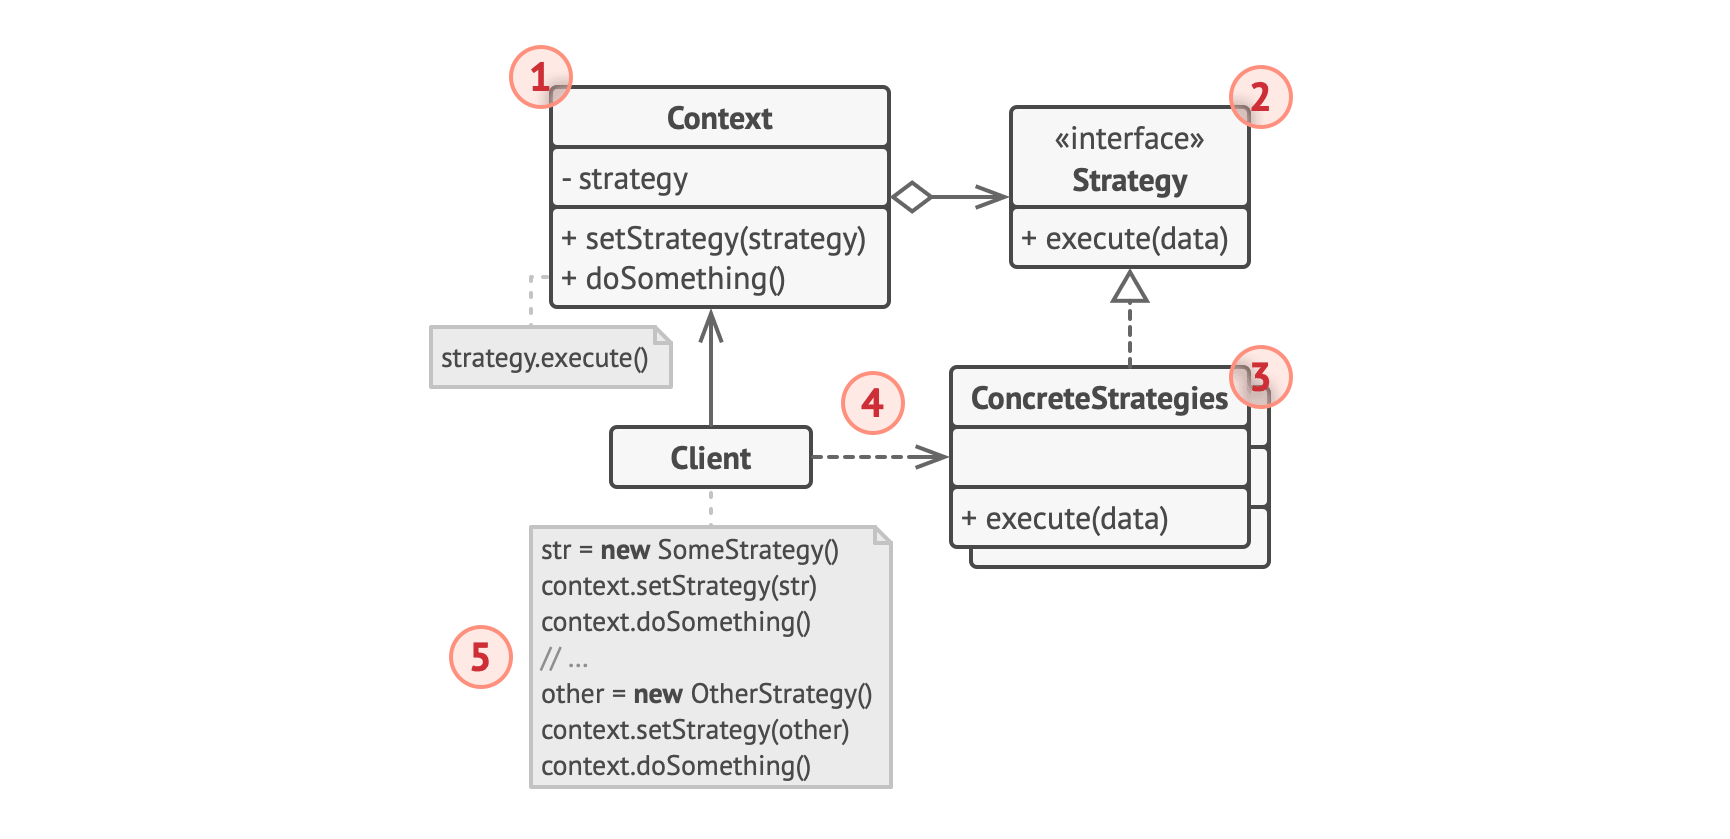 1
Context
- strategy
+ setStrategy(strategy)
+ doSomething()
strategy.execute()
2
«interface»
Strategy
+ execute(data)
3
ConcreteStrategies
+ execute(data)
4
Client
5
str = new SomeStrategy()
context.setStrategy(str)
context.doSomething()
// ...
other = new OtherStrategy()
context.setStrategy(other)
context.doSomething()